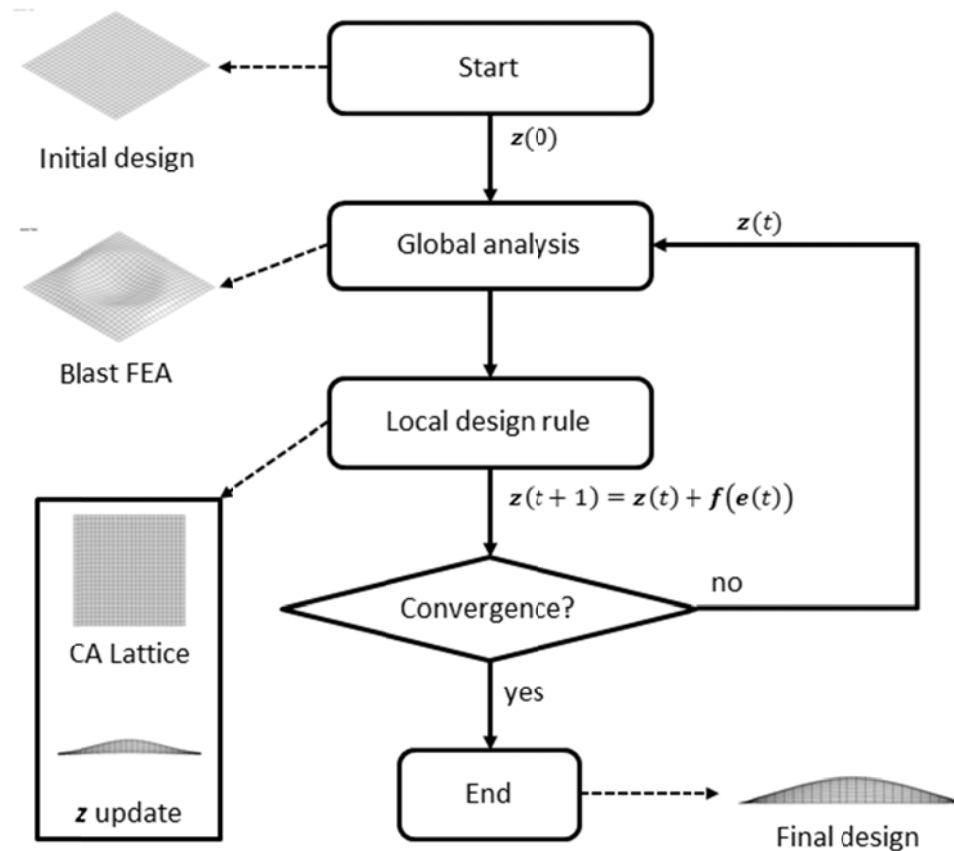 Start
Initial design
z(0)
Global analysis
z(t)
Blast FEA
Local design rule
z(t + 1) = z(t) + f(e(t))
Convergence?
no
CA Lattice
yes
z update
End
Final design